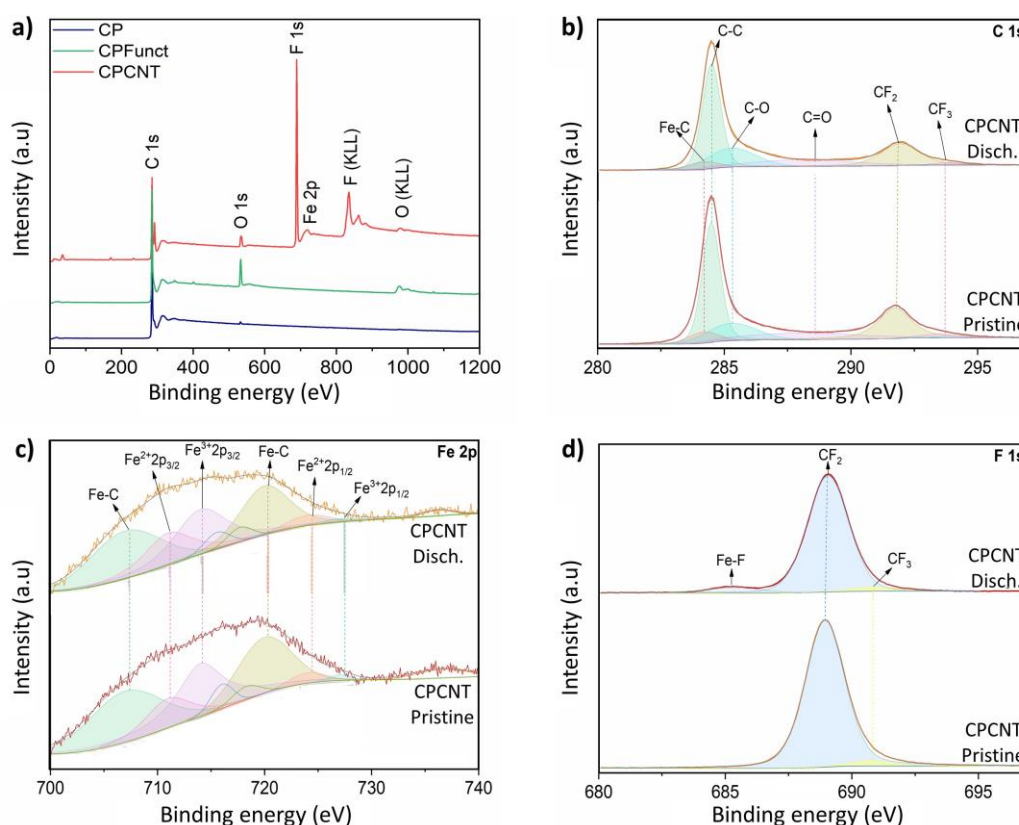 a)
CP
CPFunct
CPCNT
C 1s
O 1s
F 1s
Fe 2p
F (KLL)
O (KLL)
Intensity (a.u)
0 200 400 600 800 1000 1200
Binding energy (eV)
b)
C 1s
C-C
Fe-C
C-O
C=O
CF₂
CF₃
CPCNT
Disch.
CPCNT
Pristine
Intensity (a.u)
280 285 290 295
Binding energy (eV)
c)
Fe 2p
Fe-C
Fe²⁺2p₃/₂
Fe³⁺2p₃/₂
Fe-C
Fe²⁺2p₁/₂
Fe³⁺2p₁/₂
CPCNT
Disch.
CPCNT
Pristine
Intensity (a.u)
700 710 720 730 740
Binding energy (eV)
d)
F 1s
CF₂
Fe-F
CF₃
CPCNT
Disch.
CPCNT
Pristine
Intensity (a.u)
680 685 690 695
Binding energy (eV)